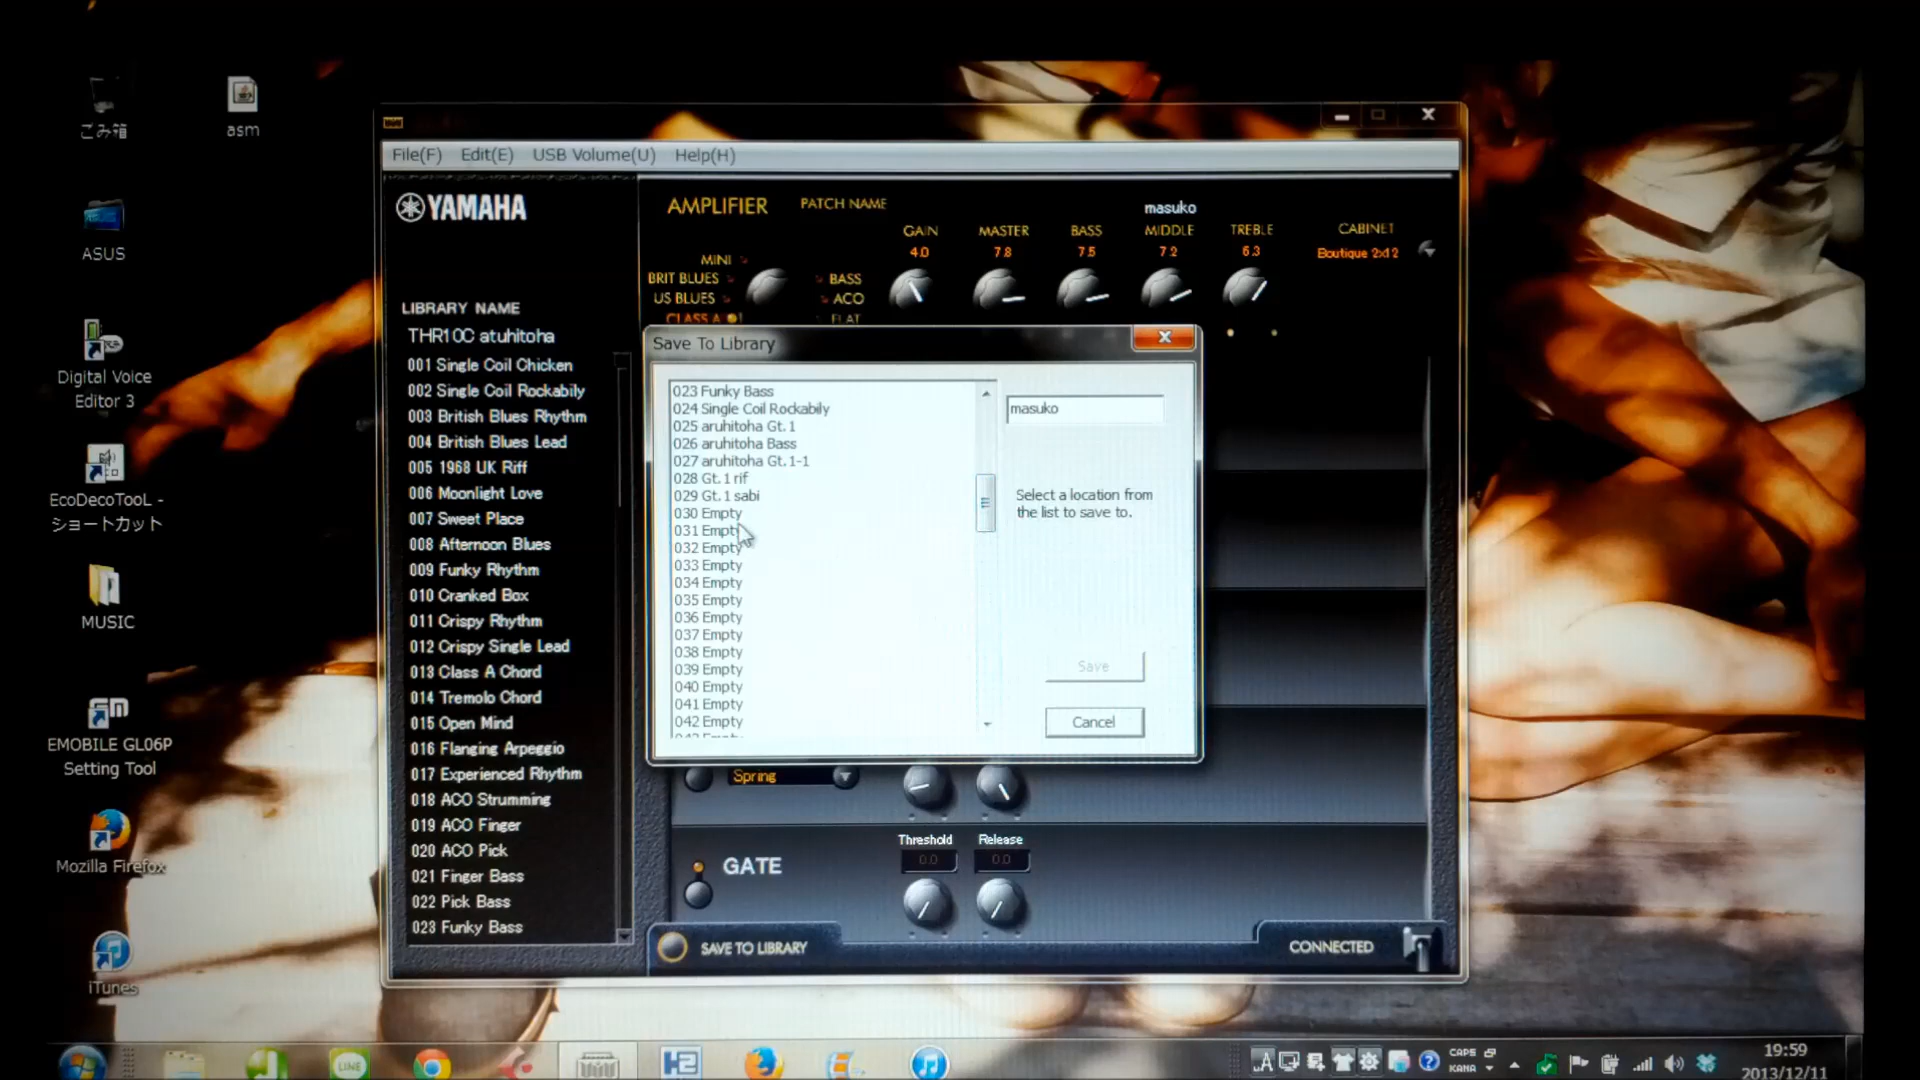 ごみ箱
asm
ASUS
Digital Voice
Editor 3
EcoDecoTooL -
ショートカット
MUSIC
EMOBILE GL06P
Setting Tool
Mozilla Firefox
iTunes
File(F) Edit(E) USB Volume(U) Help(H)
YAMAHA
LIBRARY NAME
THR10C atuhitoha
001 Single Coil Chicken
002 Single Coil Rockabily
003 British Blues Rhythm
004 British Blues Lead
005 1968 UK Riff
006 Moonlight Love
007 Sweet Place
008 Afternoon Blues
009 Funky Rhythm
010 Cranked Box
011 Crispy Rhythm
012 Crispy Single Lead
013 Class A Chord
014 Tremolo Chord
015 Open Mind
016 Flanging Arpeggio
017 Experienced Rhythm
018 ACO Strumming
019 ACO Finger
020 ACO Pick
021 Finger Bass
022 Pick Bass
023 Funky Bass
AMPLIFIER PATCH NAME masuko
GAIN MASTER BASS MIDDLE TREBLE CABINET
4.0 7.8 7.5 7.2 6.3 Boutique 2x12
MINI
BRIT BLUES BASS
US BLUES ACO
CLASS A FLAT
Save To Library
023 Funky Bass
024 Single Coil Rockabily
025 aruhitoha Gt.1
026 aruhitoha Bass
027 aruhitoha Gt.1-1
028 Gt.1 rif
029 Gt.1 sabi
030 Empty
031 Empty
032 Empty
033 Empty
034 Empty
035 Empty
036 Empty
037 Empty
038 Empty
039 Empty
040 Empty
041 Empty
042 Empty
masuko
Select a location from
the list to save to.
Save
Cancel
Spring
GATE
Threshold Release
0.0 0.0
SAVE TO LIBRARY
CONNECTED
LINE
H2
A
CAPS
KANA
19:59
2013/12/11